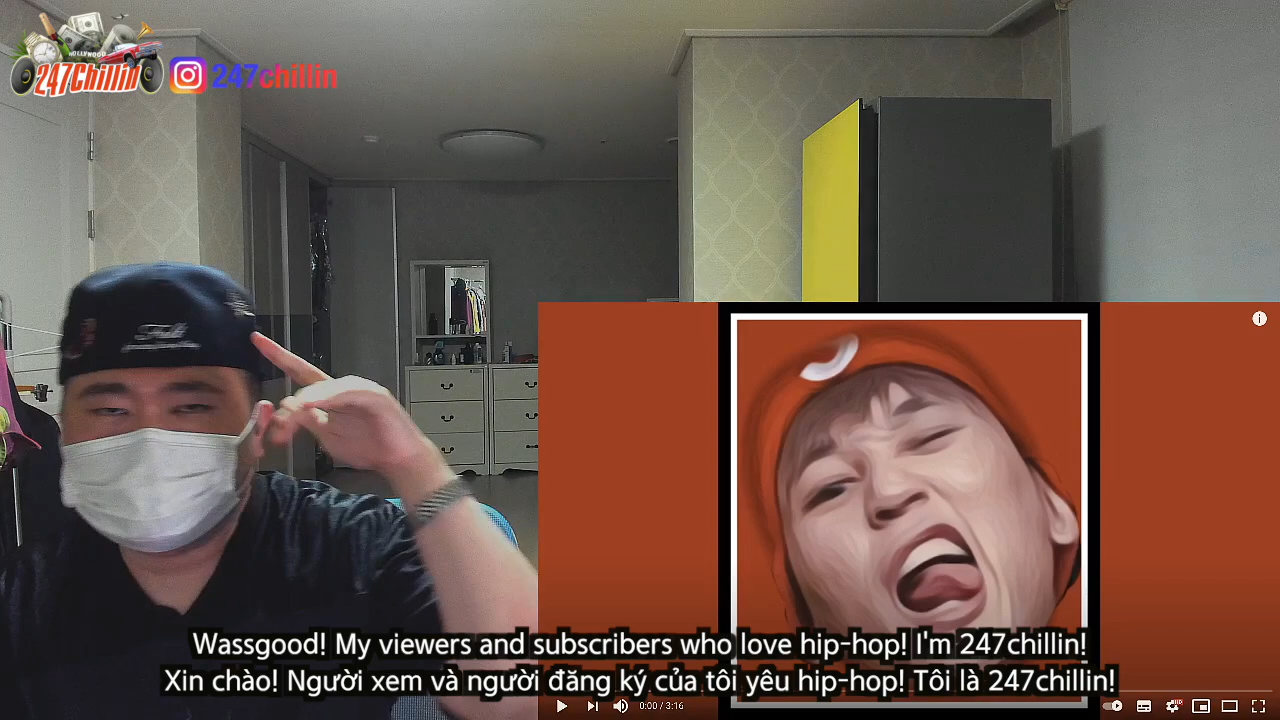 HOLLYWOOD
247Chillin
247chillin
Wassgood! My viewers and subscribers who love hip-hop! I'm 247chillin!
Xin chào! Người xem và người đăng ký của tôi yêu hip-hop! Tôi là 247chillin!
0:00 / 3:16